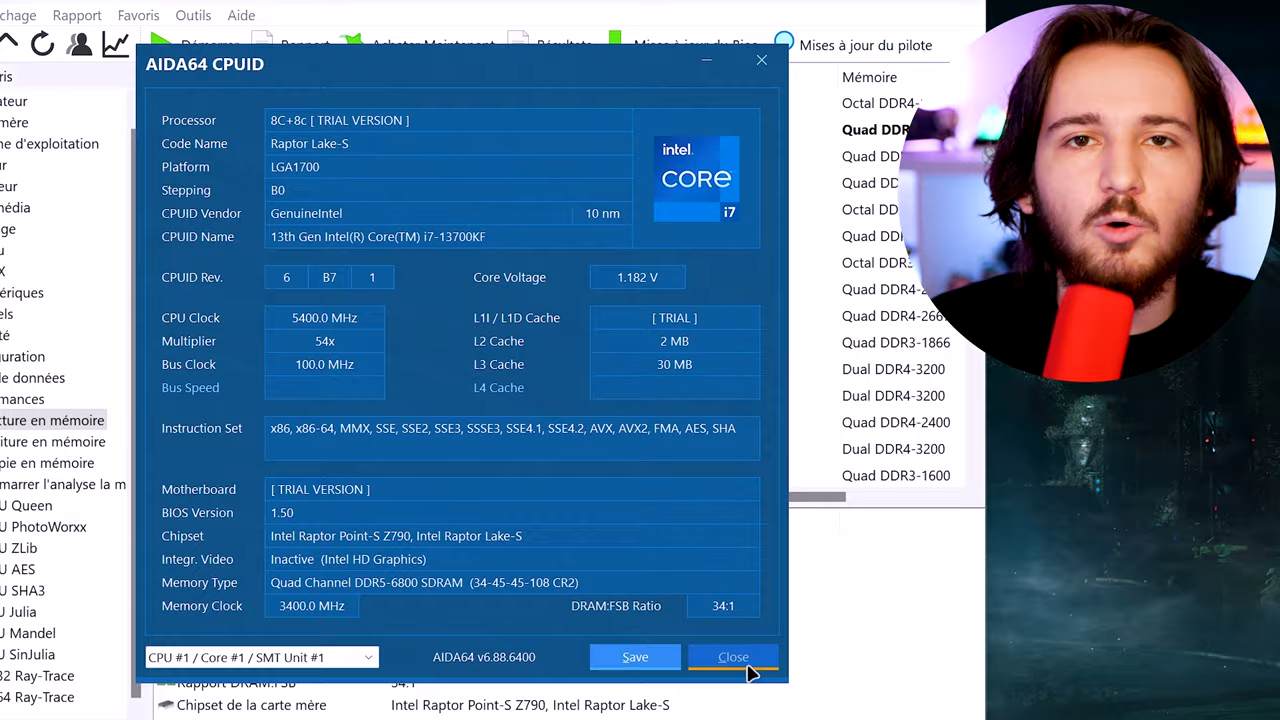 chage Rapport Favoris Outils Aide
Mises à jour du pilote
AIDA64 CPUID
Processor 8C+8c [ TRIAL VERSION ]
Code Name Raptor Lake-S
Platform LGA1700
Stepping B0
CPUID Vendor GenuineIntel 10 nm
CPUID Name 13th Gen Intel(R) Core(TM) i7-13700KF
intel.
CORE
i7
CPUID Rev. 6 B7 1 Core Voltage 1.182 V
CPU Clock 5400.0 MHz L1I / L1D Cache [ TRIAL ]
Multiplier 54x L2 Cache 2 MB
Bus Clock 100.0 MHz L3 Cache 30 MB
Bus Speed L4 Cache
Instruction Set x86, x86-64, MMX, SSE, SSE2, SSE3, SSSE3, SSE4.1, SSE4.2, AVX, AVX2, FMA, AES, SHA
Motherboard [ TRIAL VERSION ]
BIOS Version 1.50
Chipset Intel Raptor Point-S Z790, Intel Raptor Lake-S
Integr. Video Inactive (Intel HD Graphics)
Memory Type Quad Channel DDR5-6800 SDRAM (34-45-45-108 CR2)
Memory Clock 3400.0 MHz DRAM:FSB Ratio 34:1
CPU #1 / Core #1 / SMT Unit #1 AIDA64 v6.88.6400 Save Close
ris
ateur
mère
e d'exploitation
ur
eur
média
ge
u
X
ériques
els
té
guration
de données
mances
cture en mémoire
iture en mémoire
pie en mémoire
marrer l'analyse la m
U Queen
U PhotoWorxx
U ZLib
U AES
U SHA3
U Julia
U Mandel
U SinJulia
32 Ray-Trace
64 Ray-Trace
Mémoire
Octal DDR4-
Quad DDR
Quad DD
Quad DD
Octal DD
Quad DD
Octal DDR
Quad DDR4-2
Quad DDR4-266
Quad DDR3-1866
Dual DDR4-3200
Dual DDR4-3200
Quad DDR4-2400
Dual DDR4-3200
Quad DDR3-1600
Rapport DRAM:FSB 34:1
Chipset de la carte mère Intel Raptor Point-S Z790, Intel Raptor Lake-S